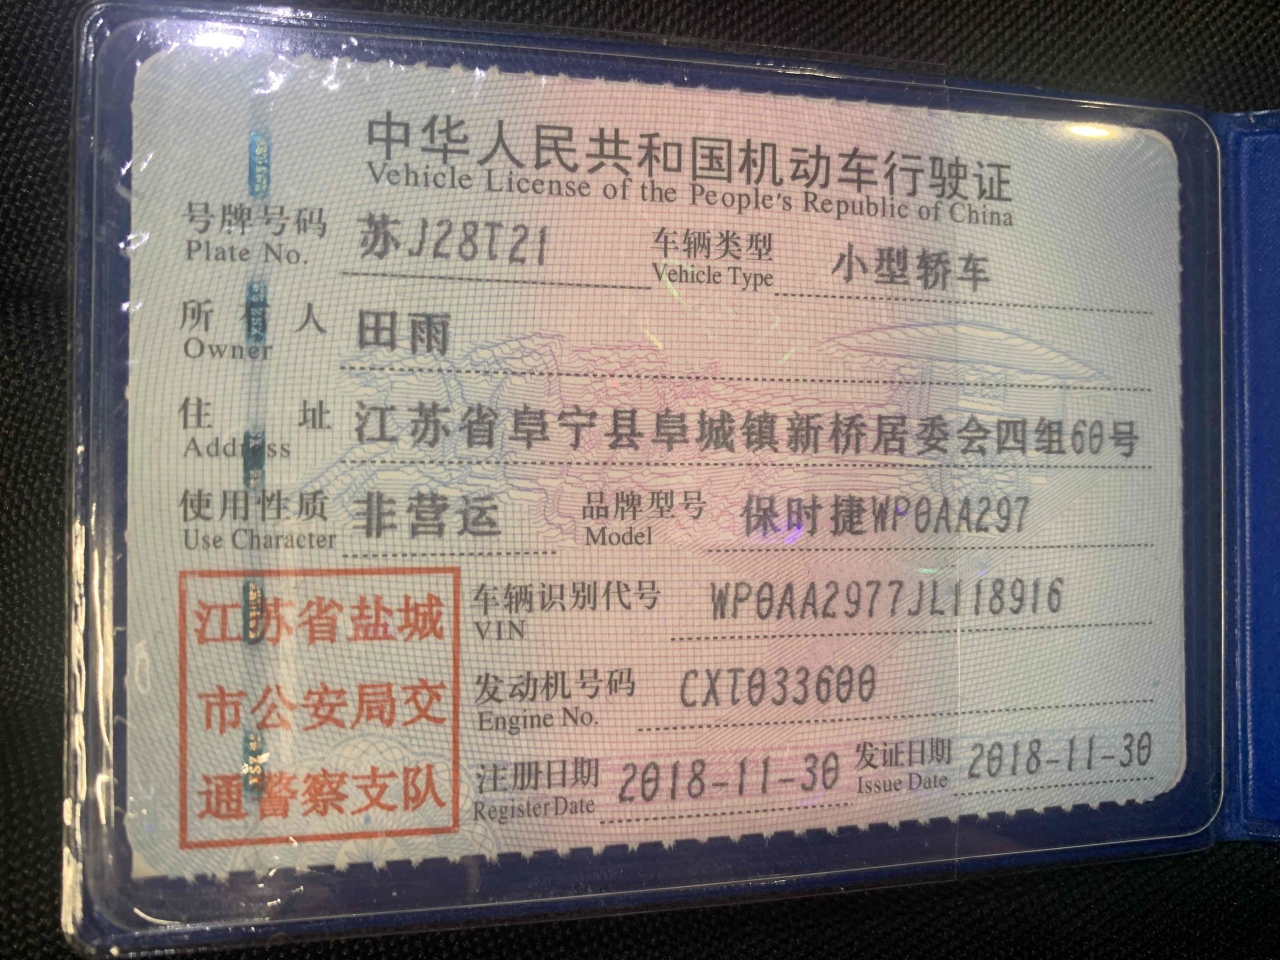 中华人民共和国机动车行驶证
Vehicle License of the People's Republic of China
号牌号码 苏J28T21 车辆类型 小型轿车
Plate No. Vehicle Type
所 人 田雨
Owner
住 址 江苏省阜宁县阜城镇新桥居委会四组60号
Address
使用性质 非营运 品牌型号 保时捷WP0AA297
Use Character Model
江苏省盐城
市公安局交
通警察支队
车辆识别代号 WP0AA2977JL118916
VIN
发动机号码 CXT033600
Engine No.
注册日期 2018-11-30 发证日期 2018-11-30
Register Date Issue Date